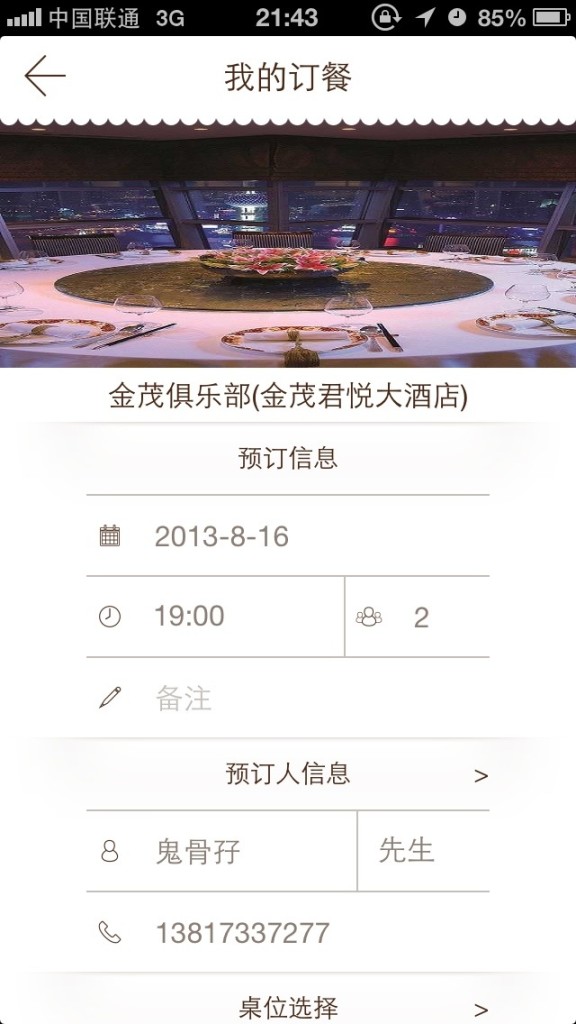 中国联通 3G 21:43 85%
我的订餐
金茂俱乐部(金茂君悦大酒店)
预订信息
2013-8-16
19:00 2
备注
预订人信息 >
鬼骨孖 先生
13817337277
桌位选择 >